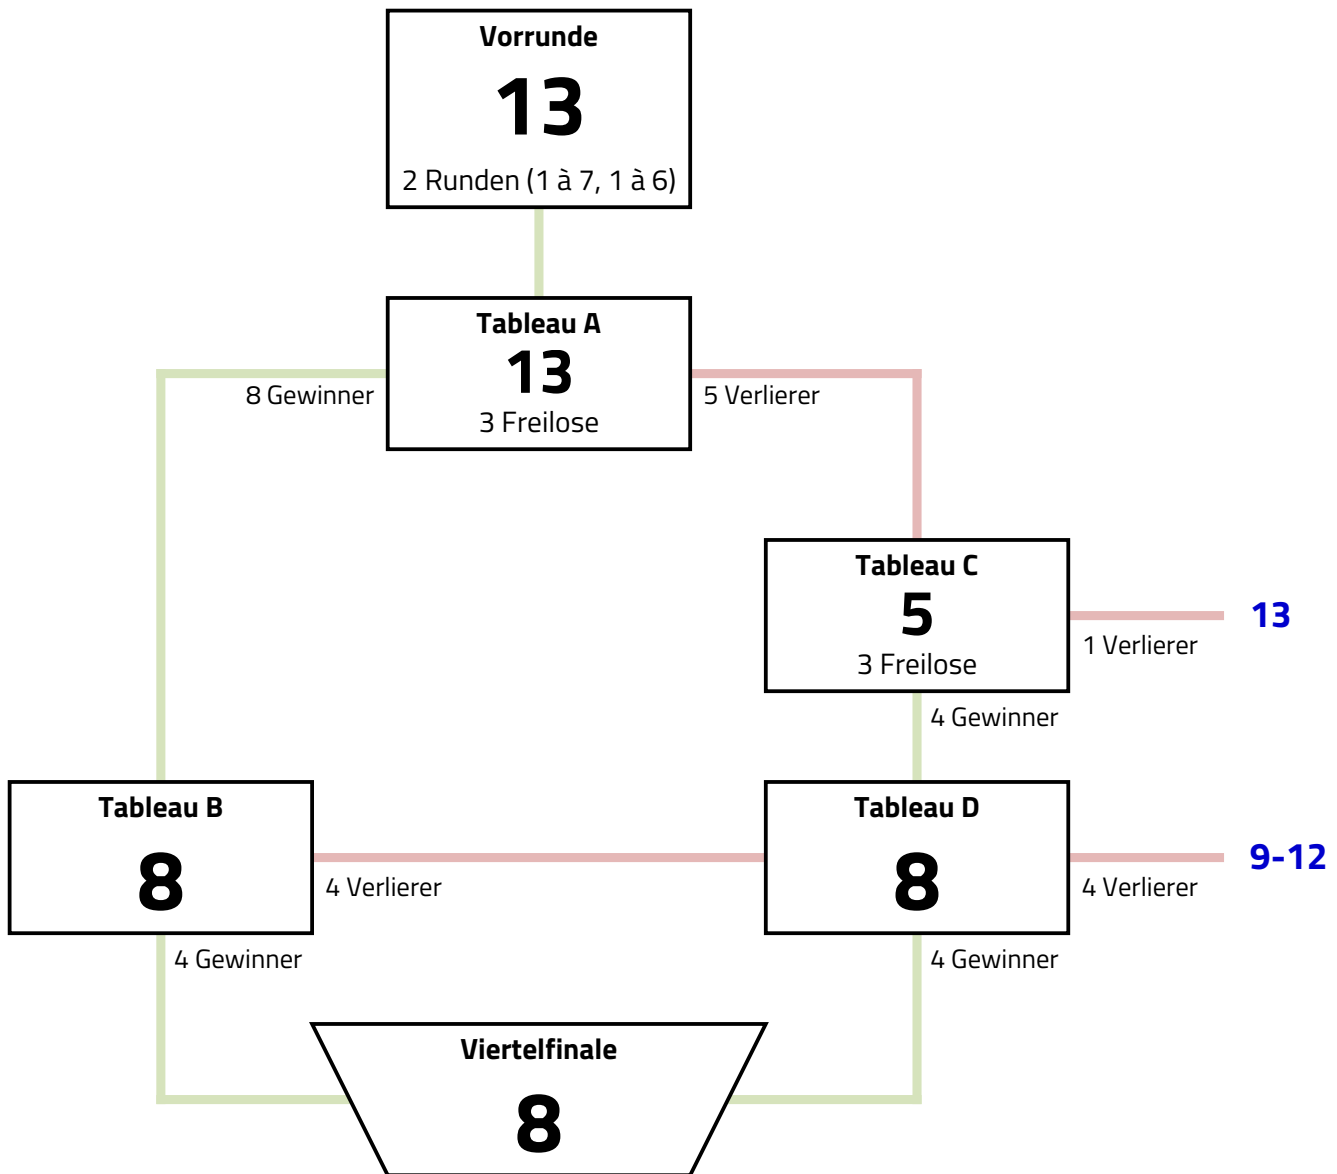 Vorrunde
13
2 Runden (1 à 7, 1 à 6)
Tableau A
13
3 Freilose
8 Gewinner
5 Verlierer
Tableau C
5
3 Freilose
1 Verlierer
13
4 Gewinner
Tableau B
8
4 Verlierer
4 Gewinner
Tableau D
8
4 Verlierer
9-12
4 Gewinner
Viertelfinale
8